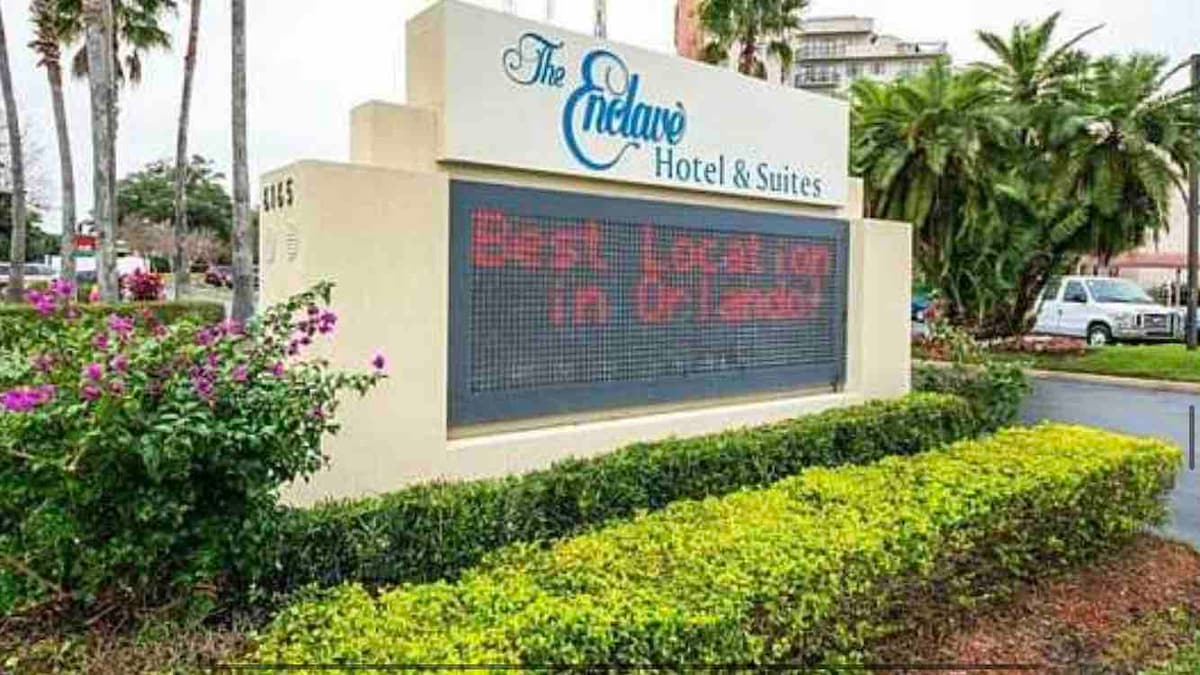 The Enclave
Hotel & Suites
Best Location
in Orlando!